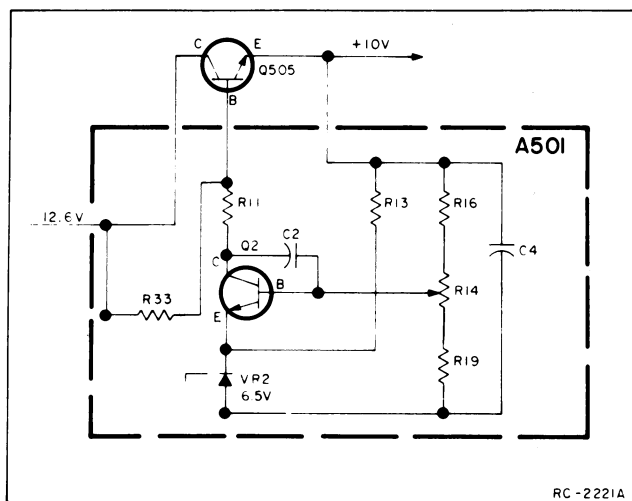 C
E
+10V
Q505
B
A501
12.6V
R11
R13
R16
C2
Q2
C4
C
B
R14
R33
E
R19
VR2
6.5V
RC-2221A